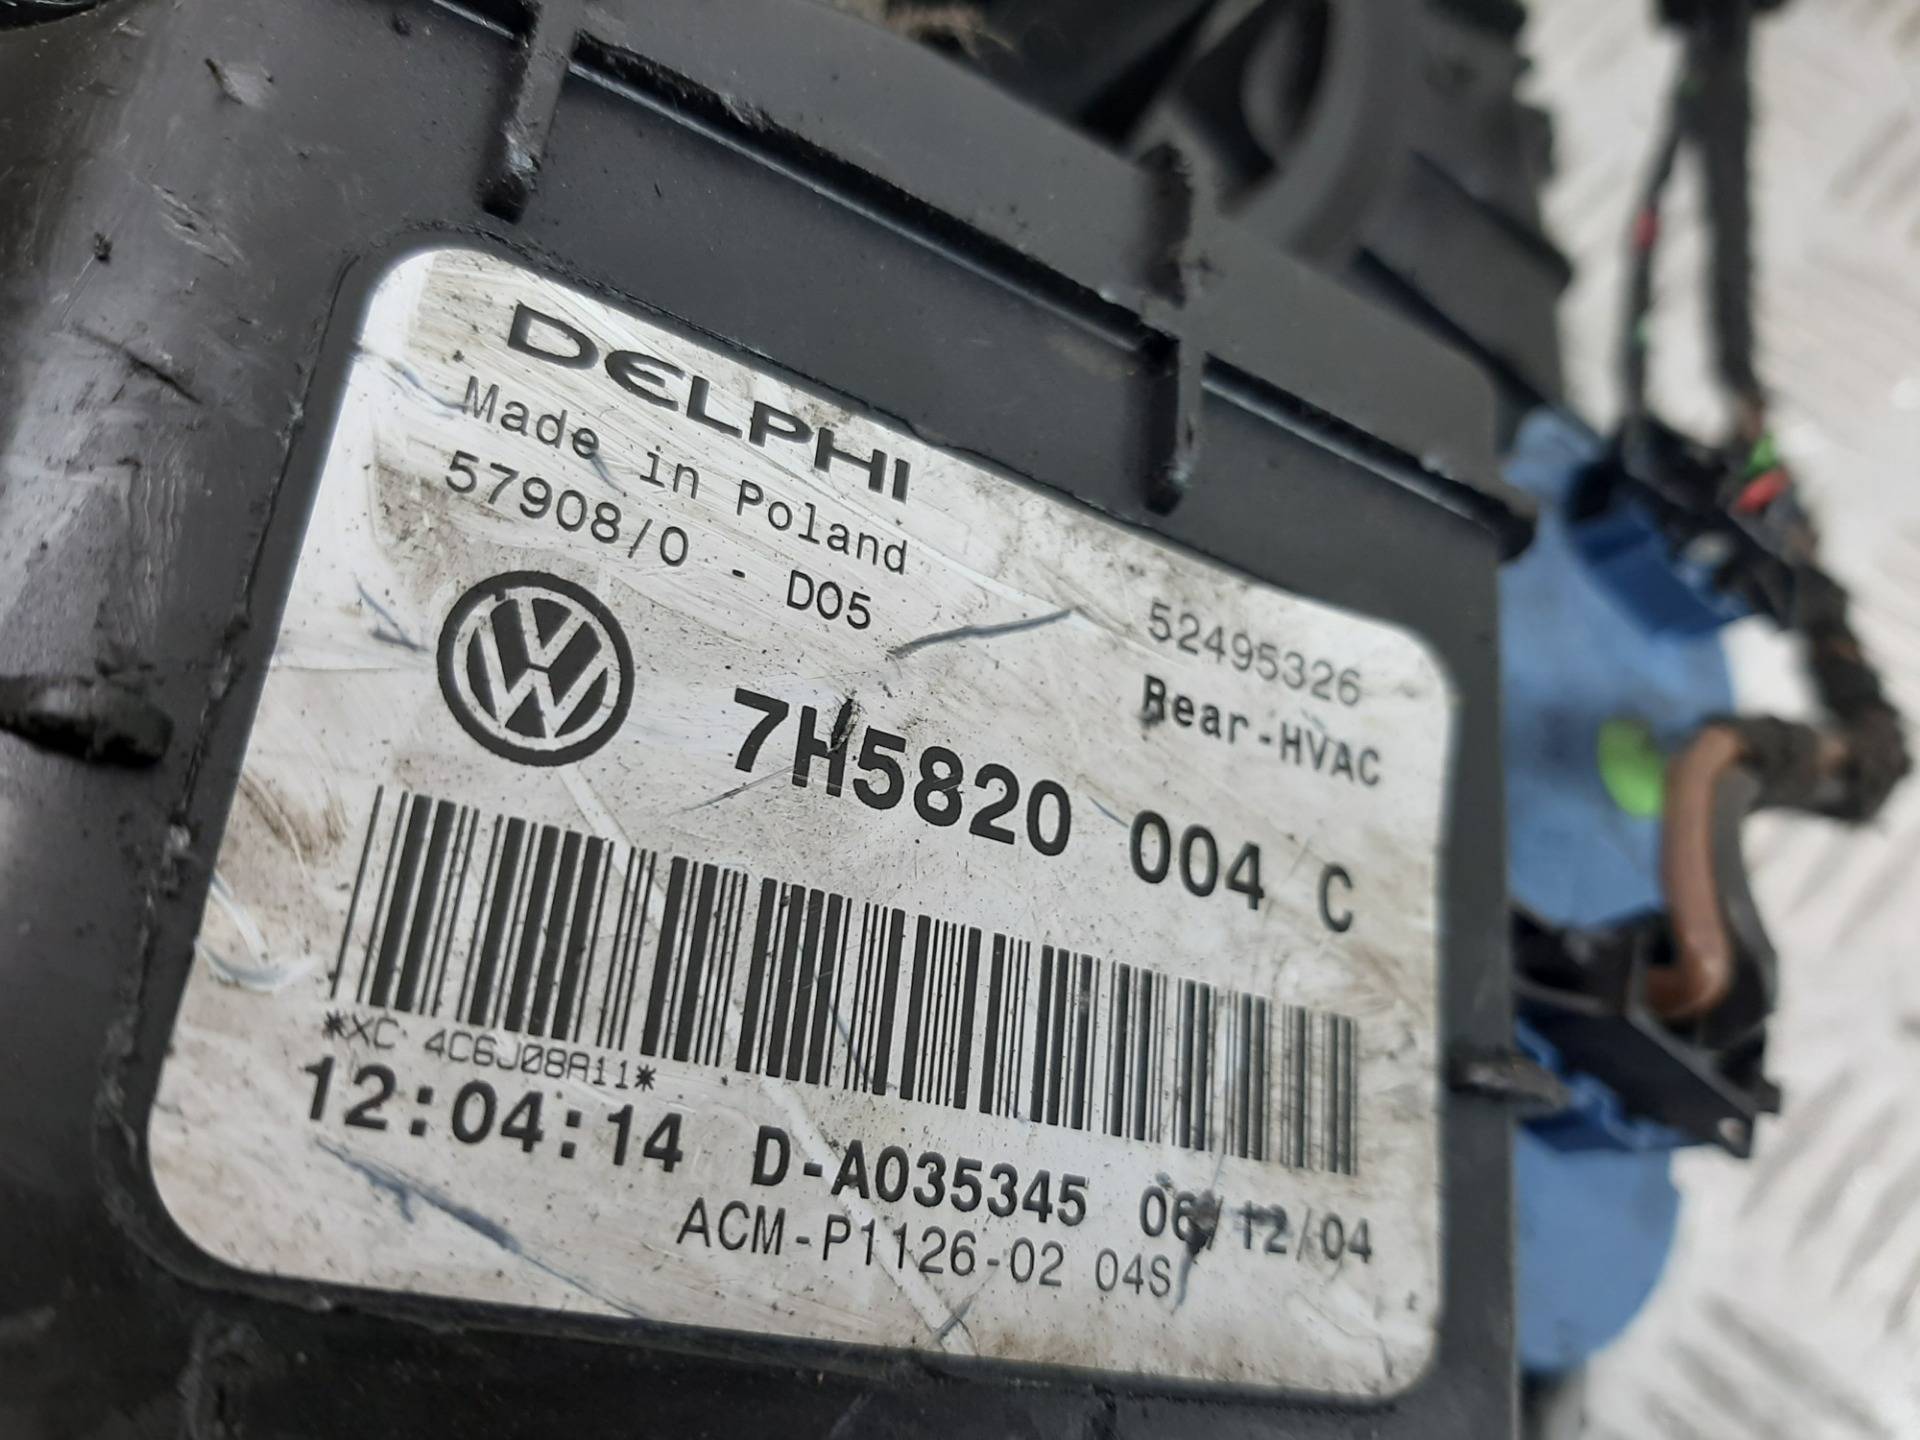 DELPHI
Made in Poland
57908/0 - D05
52495326
Rear-HVAC
7H5820 004 C
*XC 4C6J08A11*
12:04:14 D-A035345 06/12/04
ACM-P1126-02 04S